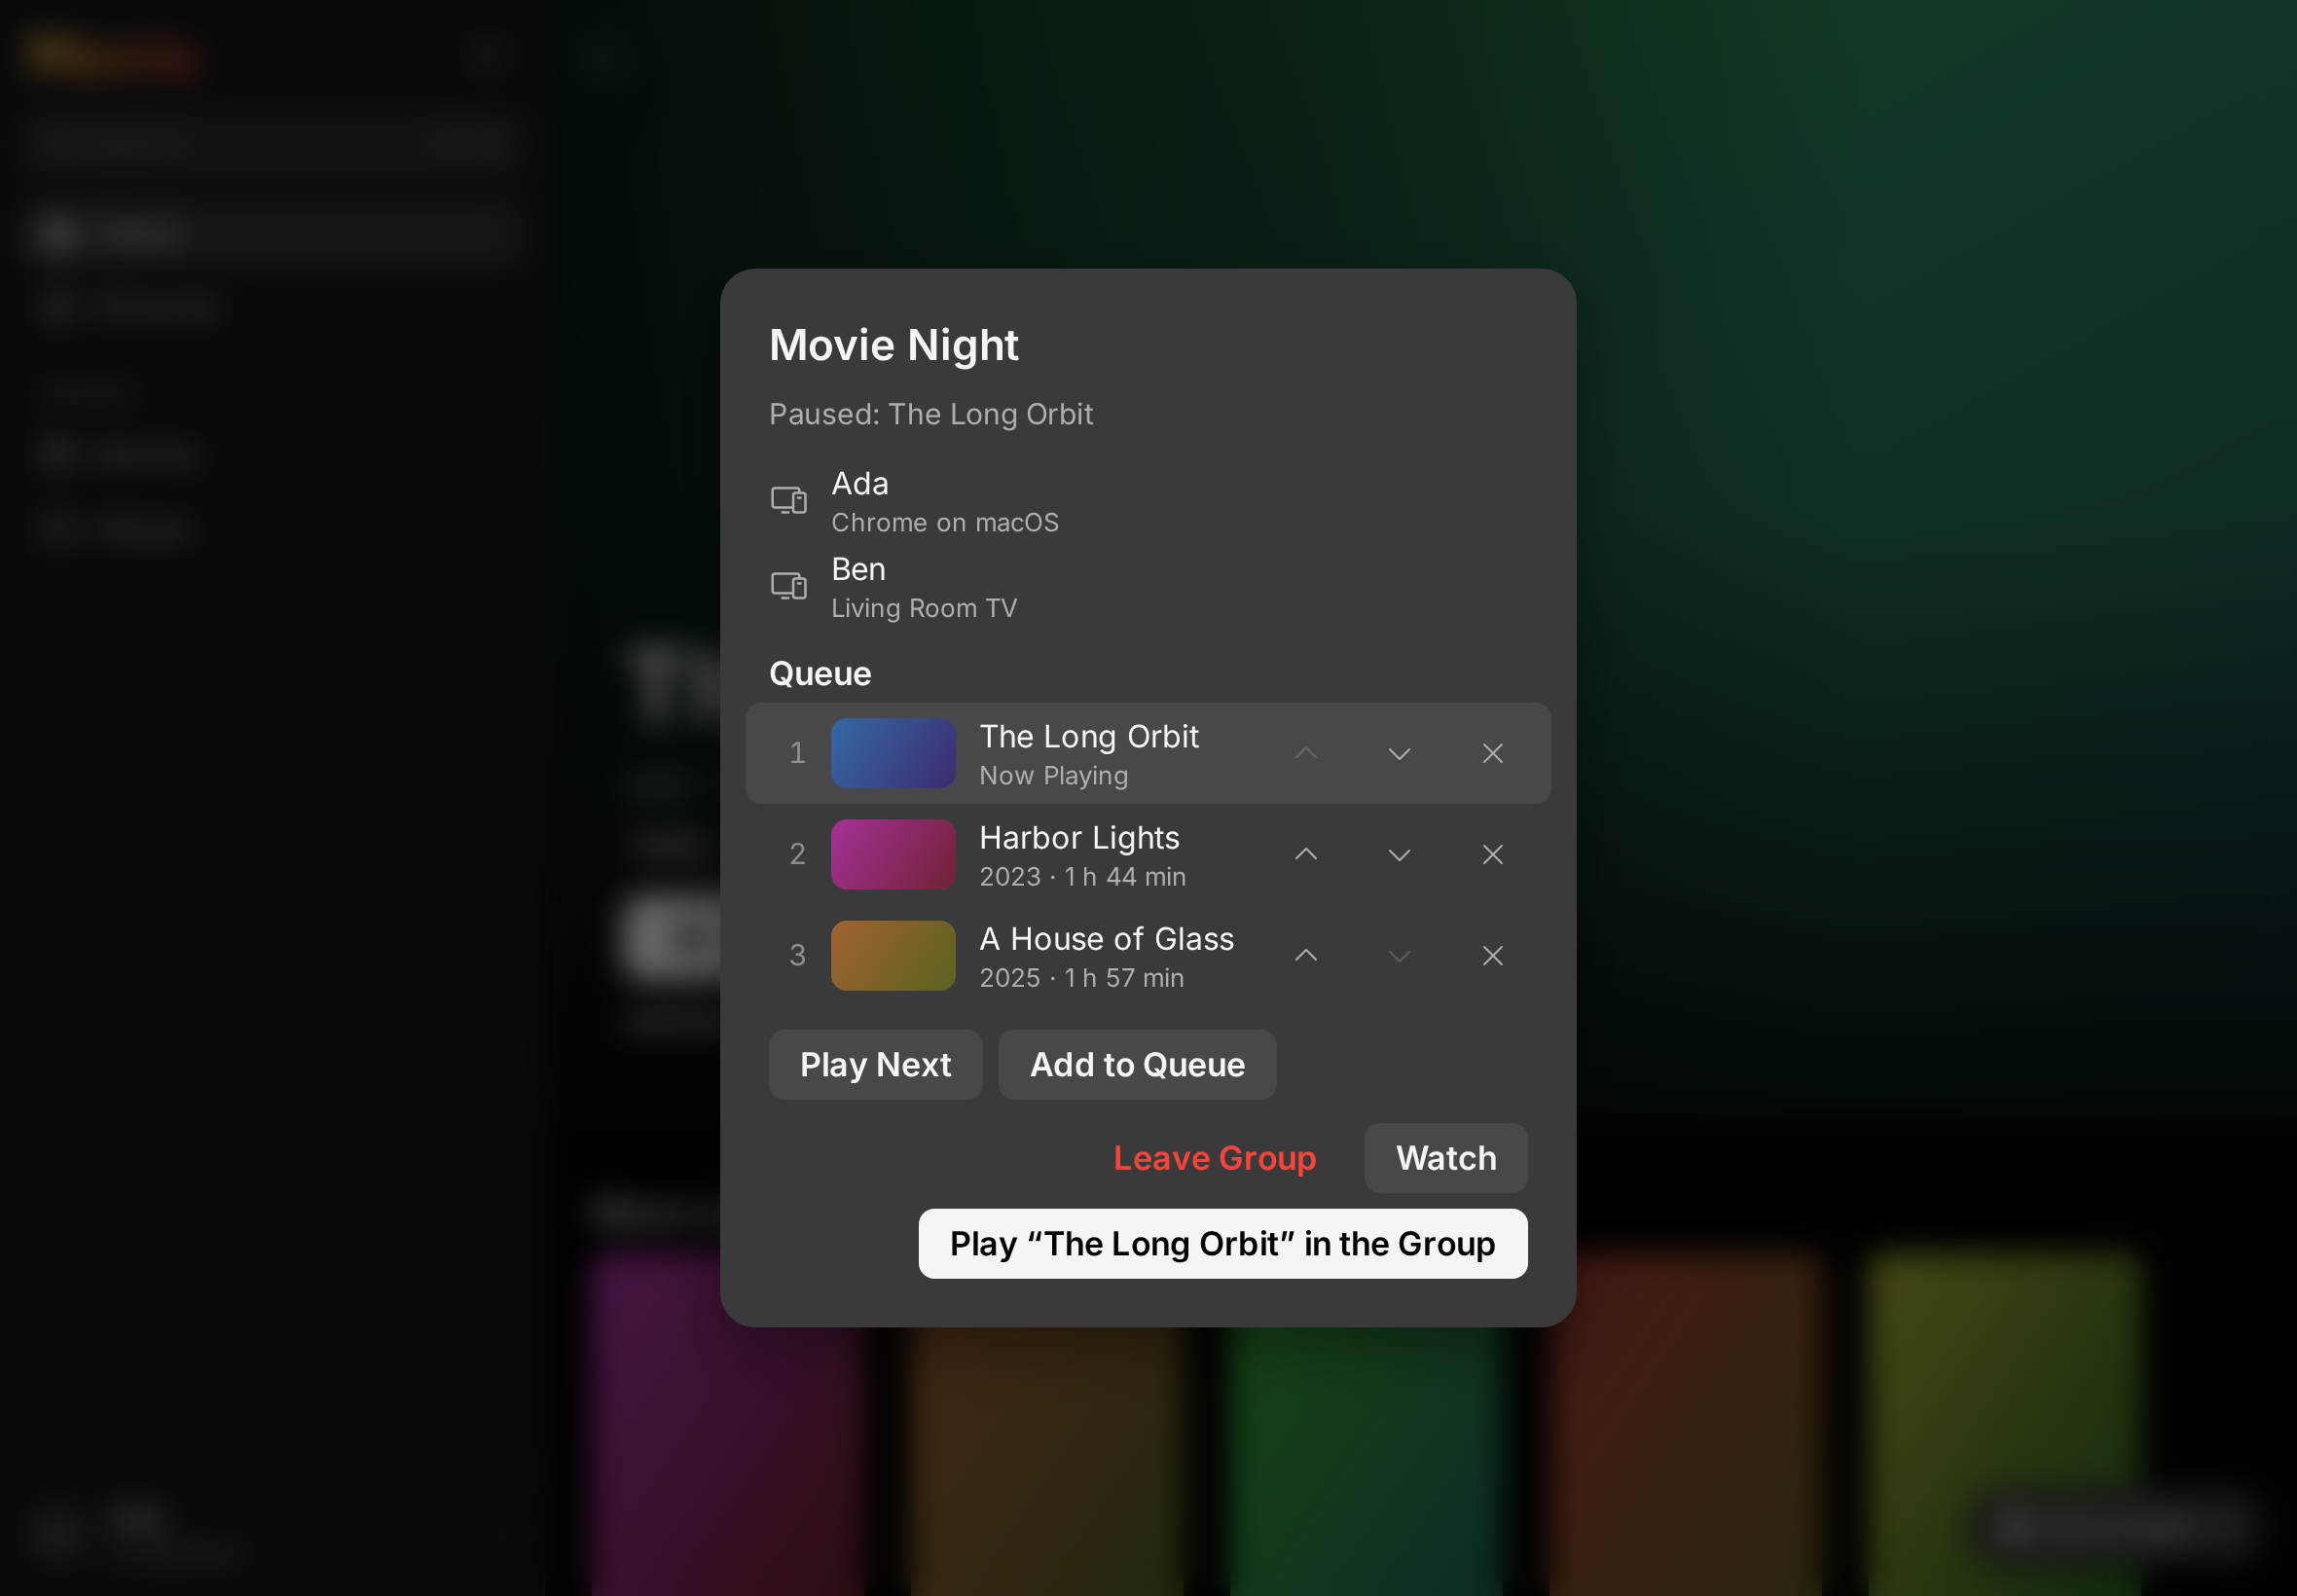 Movie Night
Paused: The Long Orbit
Ada
Chrome on macOS
Ben
Living Room TV
Queue
1
The Long Orbit
Now Playing
2
Harbor Lights
2023 · 1 h 44 min
3
A House of Glass
2025 · 1 h 57 min
Play Next
Add to Queue
Leave Group
Watch
Play “The Long Orbit” in the Group